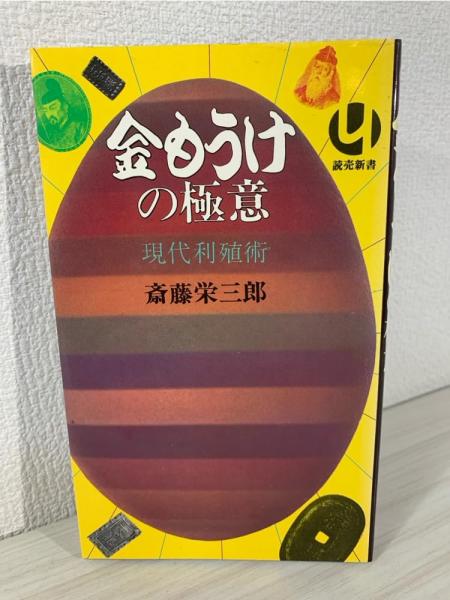 金もうけ
の極意
現代利殖術
斎藤栄三郎
読売新書